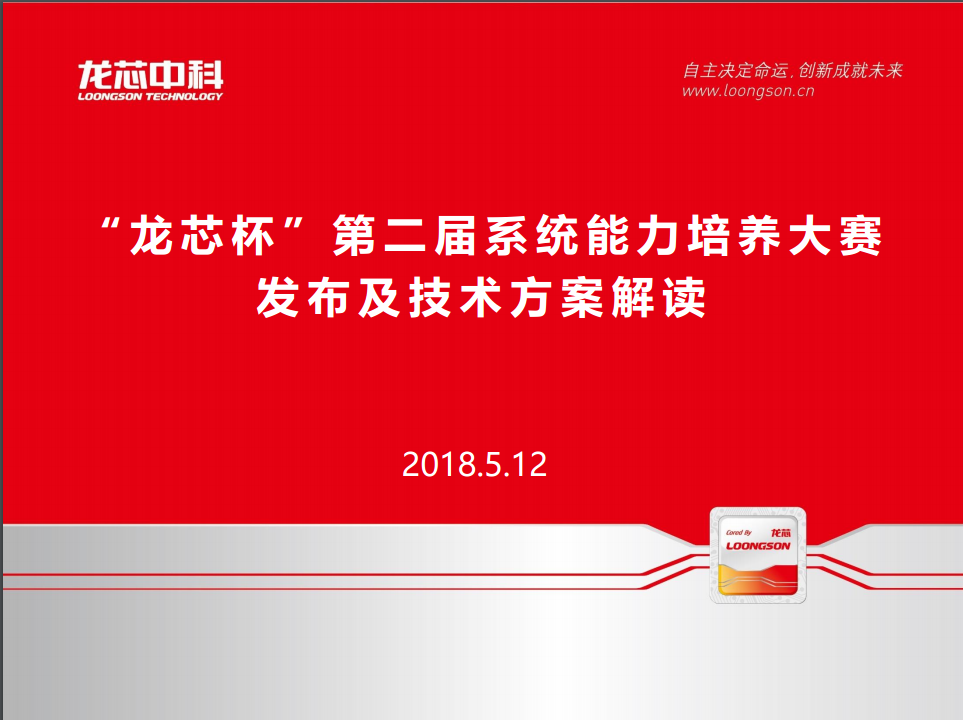 龙芯中科
LOONGSON TECHNOLOGY
自主决定命运，创新成就未来
www.loongson.cn
“龙芯杯”第二届系统能力培养大赛
发布及技术方案解读
2018.5.12
Cored By 龙芯
LOONGSON